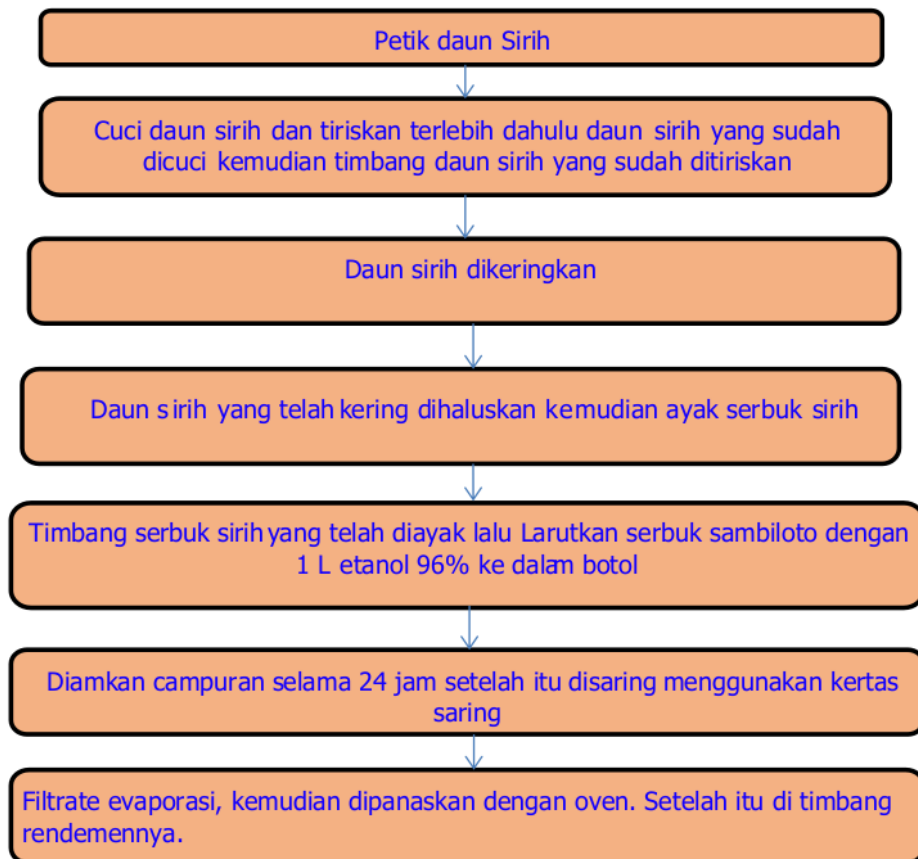 Petik daun Sirih
Cuci daun sirih dan tiriskan terlebih dahulu daun sirih yang sudah
dicuci kemudian timbang daun sirih yang sudah ditiriskan
Daun sirih dikeringkan
Daun sirih yang telah kering dihaluskan kemudian ayak serbuk sirih
Timbang serbuk sirih yang telah diayak lalu Larutkan serbuk sambiloto dengan
1 L etanol 96% ke dalam botol
Diamkan campuran selama 24 jam setelah itu disaring menggunakan kertas
saring
Filtrate evaporasi, kemudian dipanaskan dengan oven. Setelah itu di timbang
rendemennya.